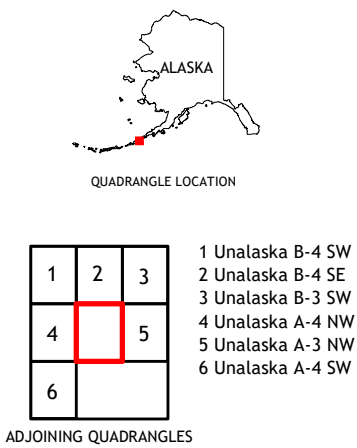 ALASKA
QUADRANGLE LOCATION
1 2 3
4 5
6
1 Unalaska B-4 SW
2 Unalaska B-4 SE
3 Unalaska B-3 SW
4 Unalaska A-4 NW
5 Unalaska A-3 NW
6 Unalaska A-4 SW
ADJOINING QUADRANGLES